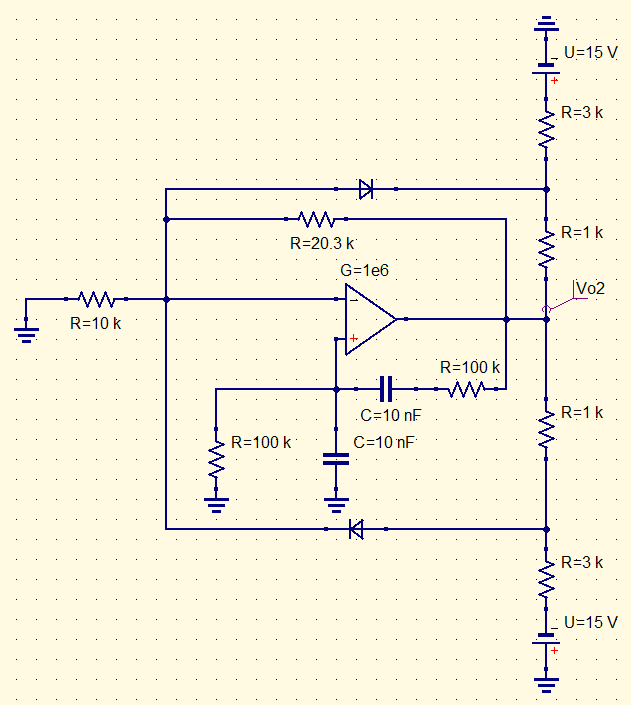 U=15 V
R=3 k
R=20.3 k
R=1 k
G=1e6
Vo2
R=10 k
R=100 k
C=10 nF
R=1 k
R=100 k
C=10 nF
R=3 k
U=15 V